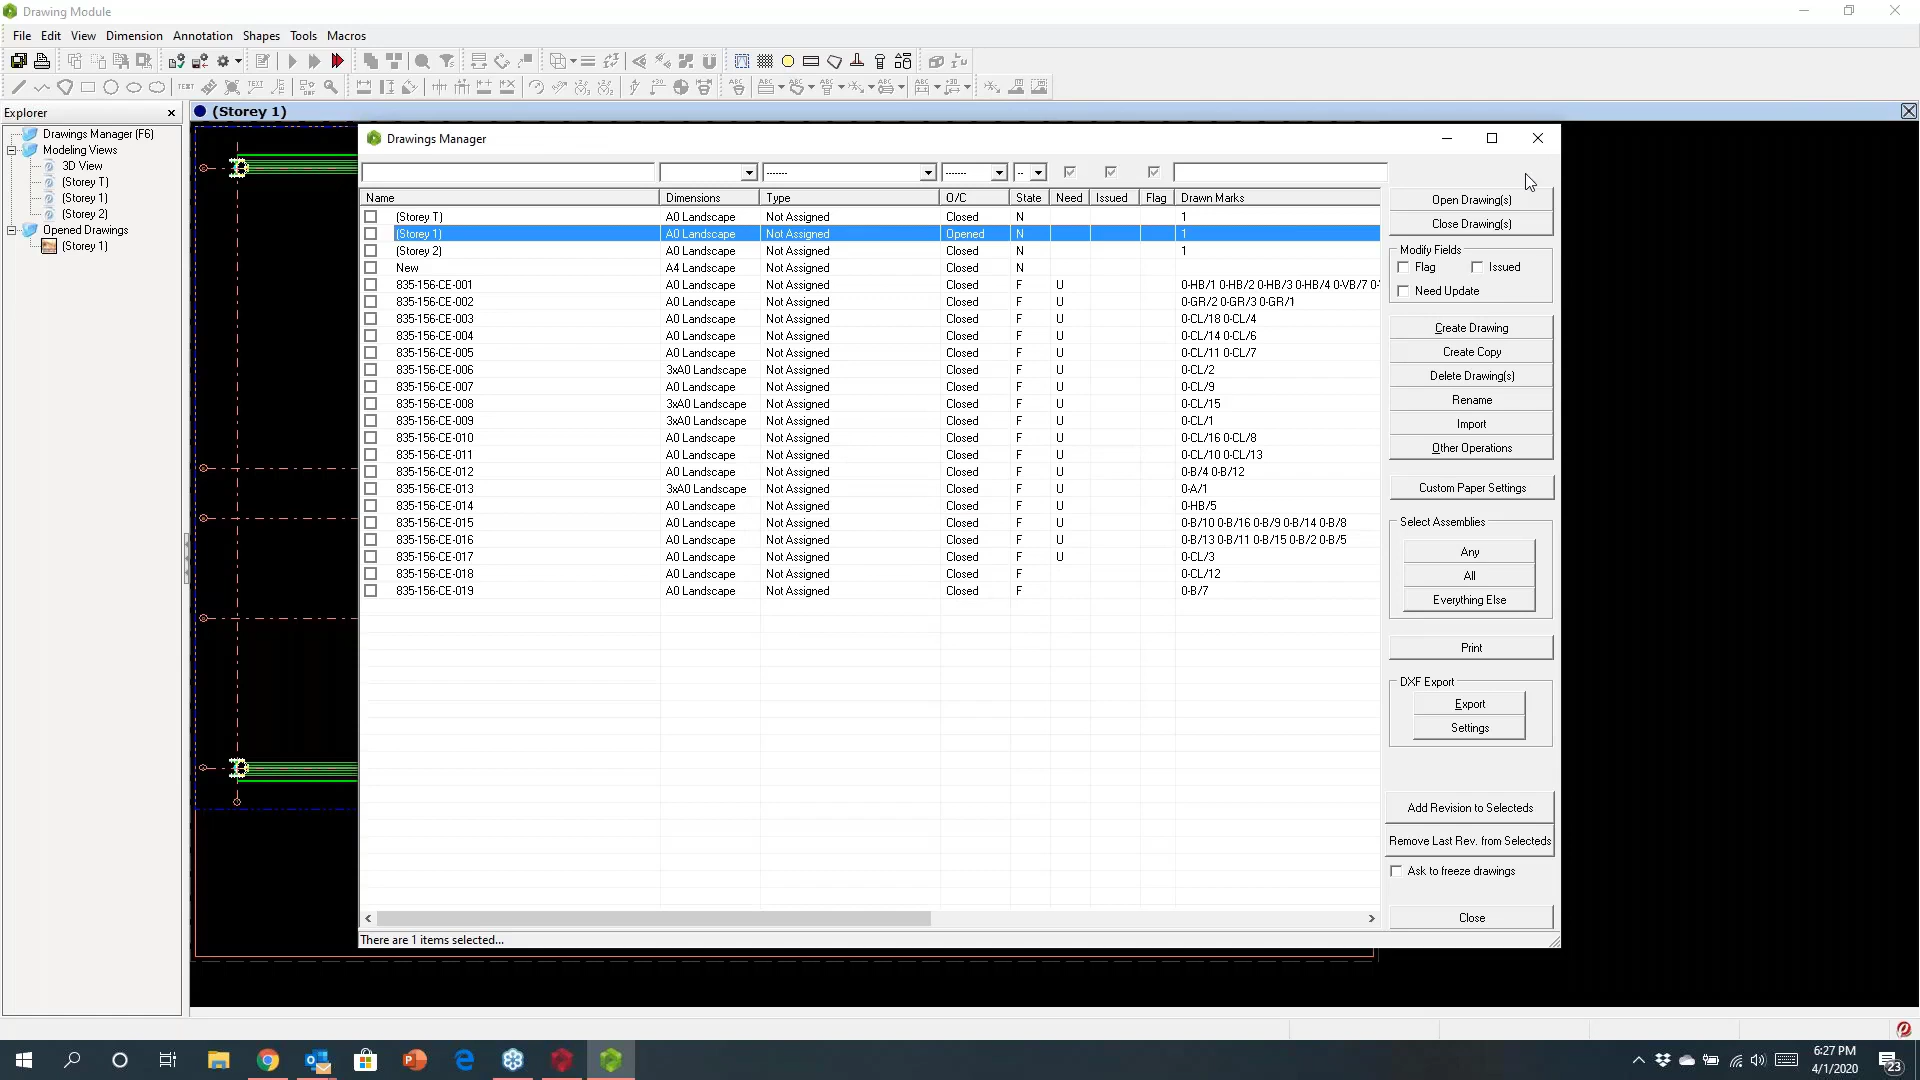 Drawing Module
File Edit View Dimension Annotation Shapes Tools Macros
Explorer
(Storey 1)
Drawings Manager (F6)
Modeling Views
3D View
(Storey T)
(Storey 1)
(Storey 2)
Opened Drawings
(Storey 1)
Drawings Manager
------- ------- --
Name Dimensions Type O/C State Need Issued Flag Drawn Marks
(Storey T) A0 Landscape Not Assigned Closed N 1
(Storey 1) A0 Landscape Not Assigned Opened N 1
(Storey 2) A0 Landscape Not Assigned Closed N 1
New A4 Landscape Not Assigned Closed N
835-156-CE-001 A0 Landscape Not Assigned Closed F U 0-HB/1 0-HB/2 0-HB/3 0-HB/4 0-VB/7 0-
835-156-CE-002 A0 Landscape Not Assigned Closed F U 0-GR/2 0-GR/3 0-GR/1
835-156-CE-003 A0 Landscape Not Assigned Closed F U 0-CL/18 0-CL/4
835-156-CE-004 A0 Landscape Not Assigned Closed F U 0-CL/14 0-CL/6
835-156-CE-005 A0 Landscape Not Assigned Closed F U 0-CL/11 0-CL/7
835-156-CE-006 3xA0 Landscape Not Assigned Closed F U 0-CL/2
835-156-CE-007 A0 Landscape Not Assigned Closed F U 0-CL/9
835-156-CE-008 3xA0 Landscape Not Assigned Closed F U 0-CL/15
835-156-CE-009 3xA0 Landscape Not Assigned Closed F U 0-CL/1
835-156-CE-010 A0 Landscape Not Assigned Closed F U 0-CL/16 0-CL/8
835-156-CE-011 A0 Landscape Not Assigned Closed F U 0-CL/10 0-CL/13
835-156-CE-012 A0 Landscape Not Assigned Closed F U 0-B/4 0-B/12
835-156-CE-013 3xA0 Landscape Not Assigned Closed F U 0-A/1
835-156-CE-014 A0 Landscape Not Assigned Closed F U 0-HB/5
835-156-CE-015 A0 Landscape Not Assigned Closed F U 0-B/10 0-B/16 0-B/9 0-B/14 0-B/8
835-156-CE-016 A0 Landscape Not Assigned Closed F U 0-B/13 0-B/11 0-B/15 0-B/2 0-B/5
835-156-CE-017 A0 Landscape Not Assigned Closed F U 0-CL/3
835-156-CE-018 A0 Landscape Not Assigned Closed F 0-CL/12
835-156-CE-019 A0 Landscape Not Assigned Closed F 0-B/7
There are 1 items selected...
Open Drawing(s)
Close Drawing(s)
Modify Fields
Flag Issued
Need Update
Create Drawing
Create Copy
Delete Drawing(s)
Rename
Import
Other Operations
Custom Paper Settings
Select Assemblies
Any
All
Everything Else
Print
DXF Export
Export
Settings
Add Revision to Selecteds
Remove Last Rev. from Selecteds
Ask to freeze drawings
Close
6:27 PM
4/1/2020
23